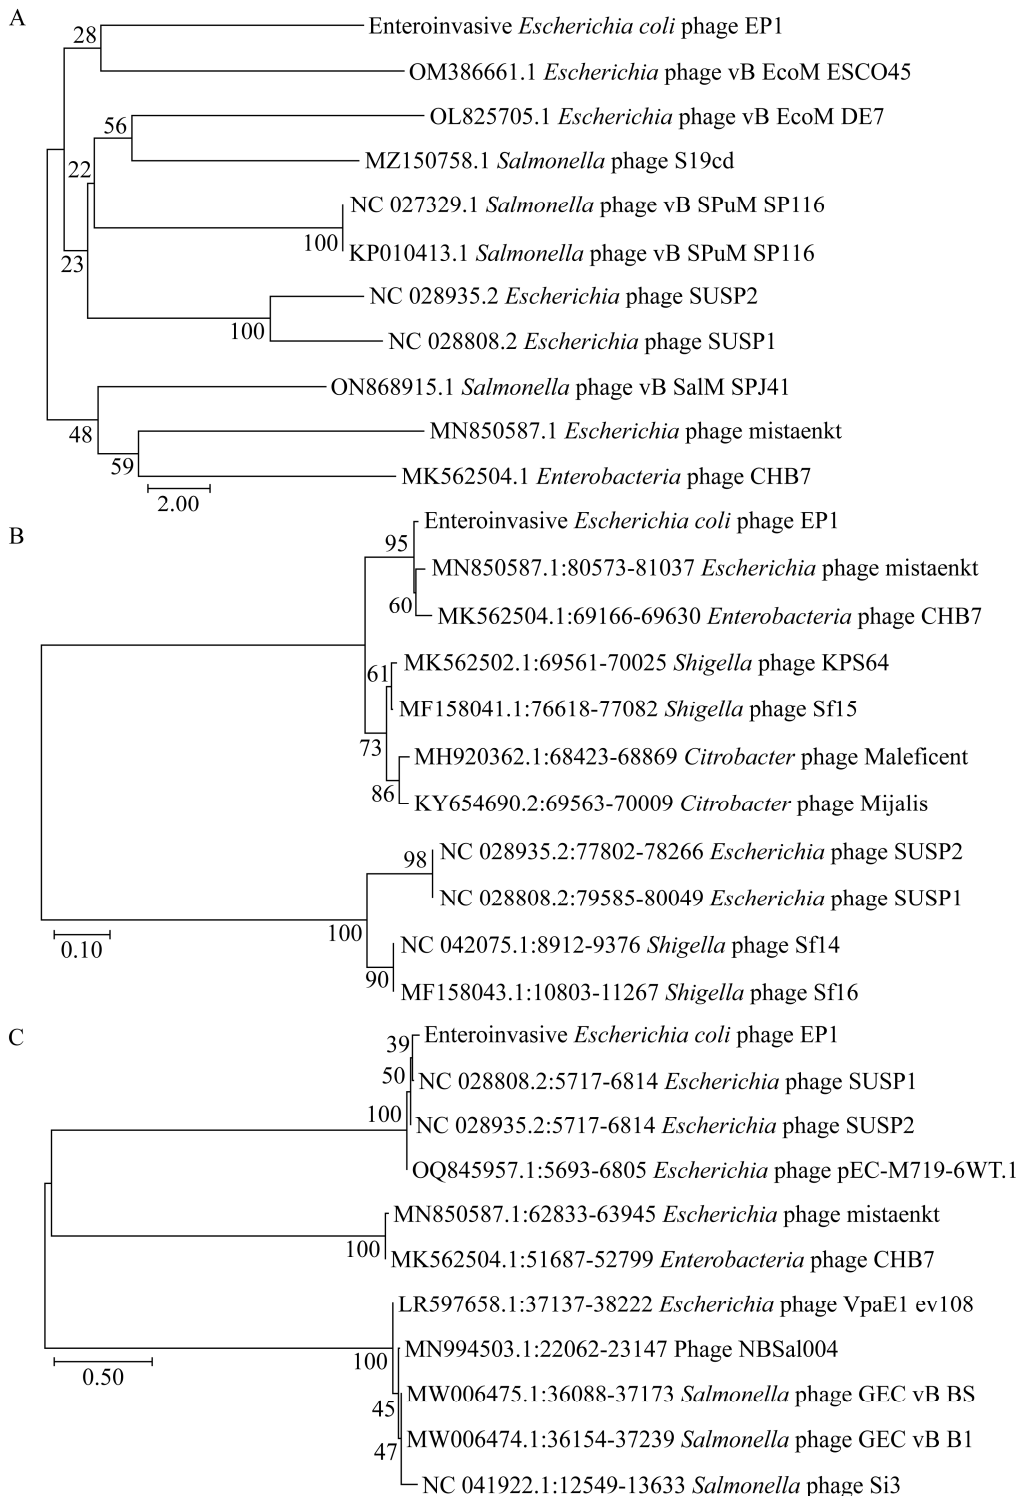 A
28
Enteroinvasive Escherichia coli phage EP1
OM386661.1 Escherichia phage vB EcoM ESCO45
56
OL825705.1 Escherichia phage vB EcoM DE7
MZ150758.1 Salmonella phage S19cd
22
NC 027329.1 Salmonella phage vB SPuM SP116
100
KP010413.1 Salmonella phage vB SPuM SP116
23
NC 028935.2 Escherichia phage SUSP2
100
NC 028808.2 Escherichia phage SUSP1
ON868915.1 Salmonella phage vB SalM SPJ41
48
MN850587.1 Escherichia phage mistaenkt
59
MK562504.1 Enterobacteria phage CHB7
2.00
B
Enteroinvasive Escherichia coli phage EP1
95
MN850587.1:80573-81037 Escherichia phage mistaenkt
60
MK562504.1:69166-69630 Enterobacteria phage CHB7
61
MK562502.1:69561-70025 Shigella phage KPS64
MF158041.1:76618-77082 Shigella phage Sf15
73
MH920362.1:68423-68869 Citrobacter phage Maleficent
86
KY654690.2:69563-70009 Citrobacter phage Mijalis
98
NC 028935.2:77802-78266 Escherichia phage SUSP2
NC 028808.2:79585-80049 Escherichia phage SUSP1
100
0.10
NC 042075.1:8912-9376 Shigella phage Sf14
90
MF158043.1:10803-11267 Shigella phage Sf16
C
39
Enteroinvasive Escherichia coli phage EP1
50
NC 028808.2:5717-6814 Escherichia phage SUSP1
100
NC 028935.2:5717-6814 Escherichia phage SUSP2
OQ845957.1:5693-6805 Escherichia phage pEC-M719-6WT.1
MN850587.1:62833-63945 Escherichia phage mistaenkt
100
MK562504.1:51687-52799 Enterobacteria phage CHB7
LR597658.1:37137-38222 Escherichia phage VpaE1 ev108
100
MN994503.1:22062-23147 Phage NBSal004
0.50
MW006475.1:36088-37173 Salmonella phage GEC vB BS
45
MW006474.1:36154-37239 Salmonella phage GEC vB B1
47
NC 041922.1:12549-13633 Salmonella phage Si3